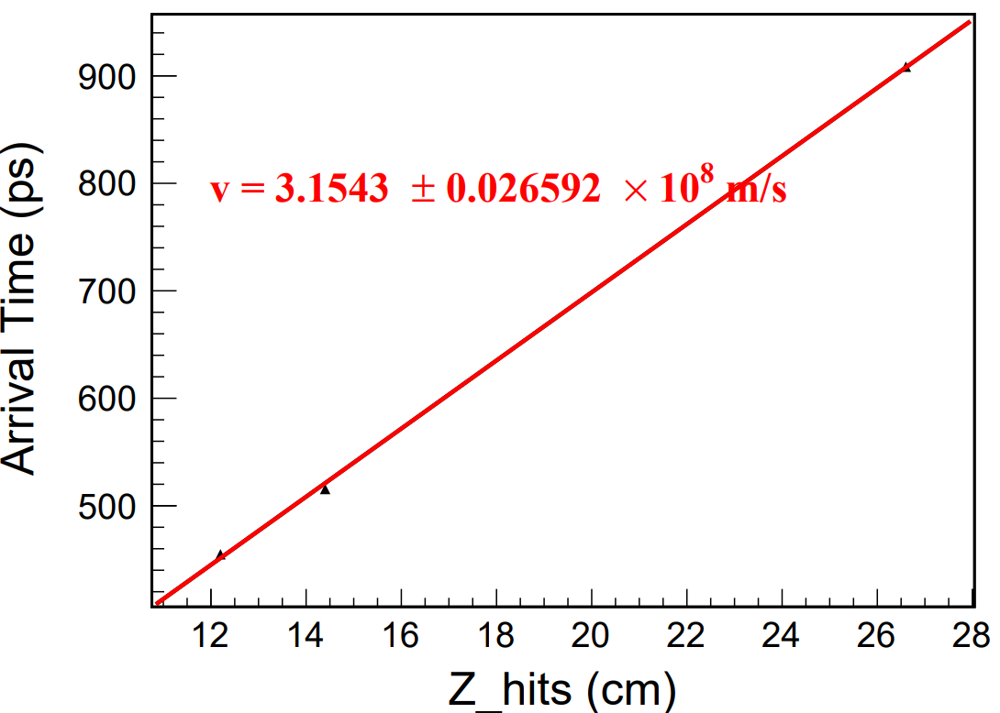 900
800
700
600
500
Arrival Time (ps)
v = 3.1543 ± 0.026592 × 10⁸ m/s
12 14 16 18 20 22 24 26 28
Z_hits (cm)